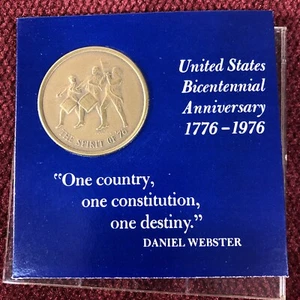 THE SPIRIT OF '76
United States
Bicentennial
Anniversary
1776–1976
“One country,
one constitution,
one destiny.”
DANIEL WEBSTER